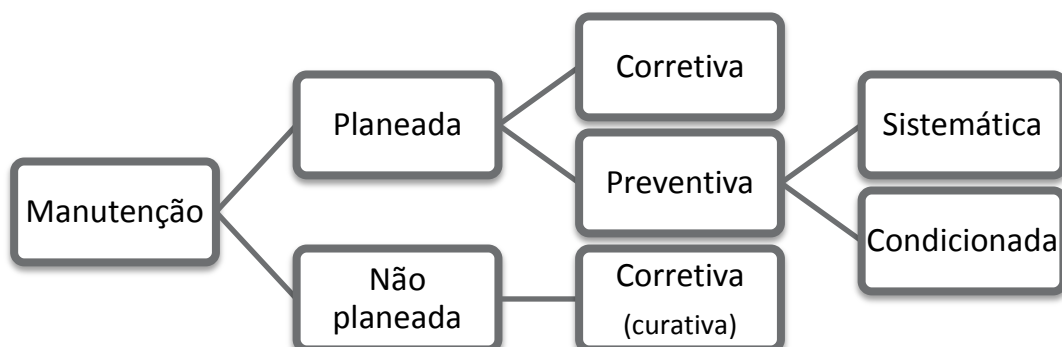 Manutenção
Planeada
Corretiva
Preventiva
Sistemática
Condicionada
Não
planeada
Corretiva
(curativa)